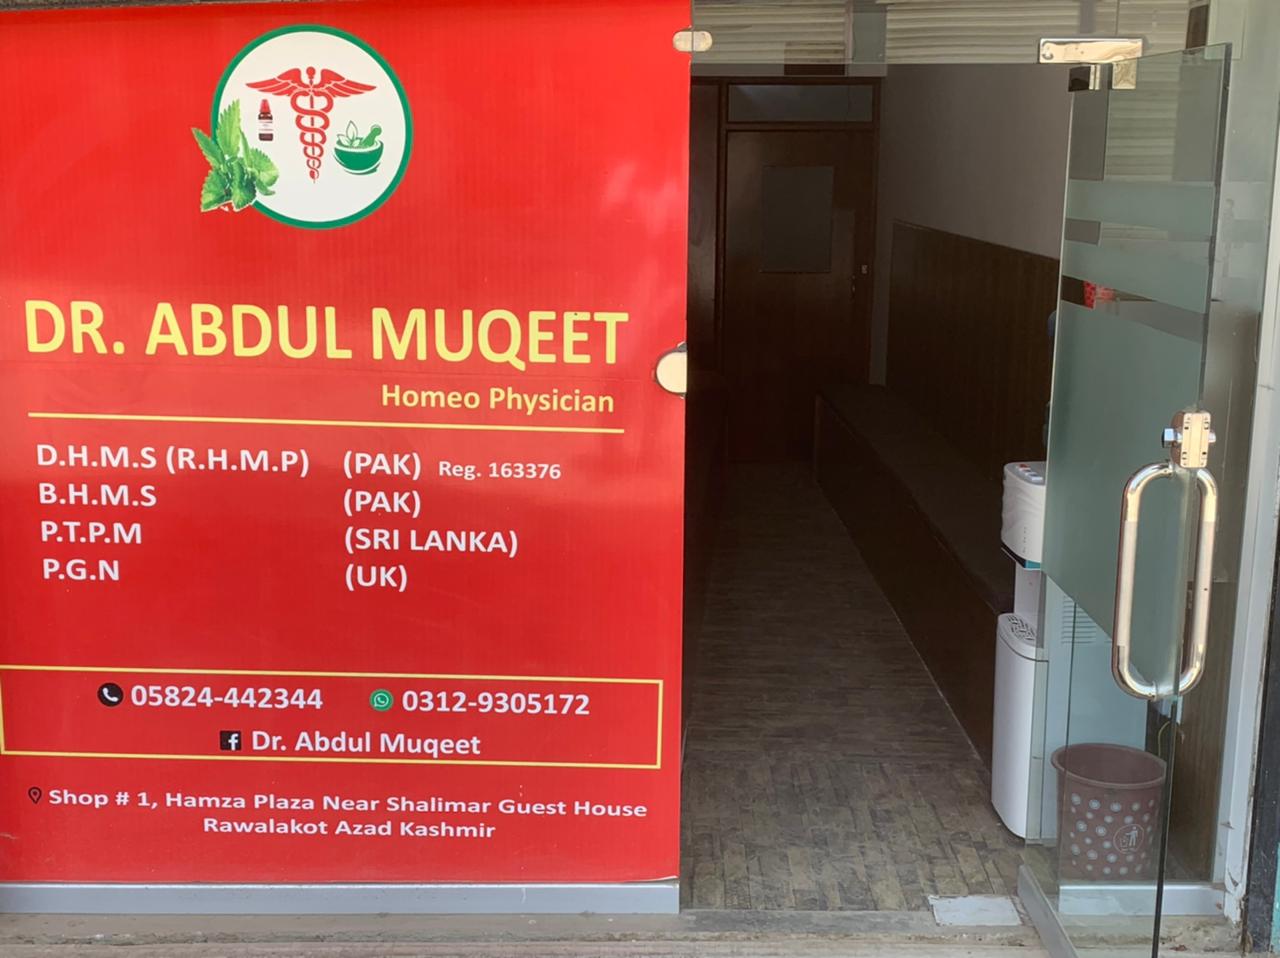 DR. ABDUL MUQEET
Homeo Physician
D.H.M.S (R.H.M.P) (PAK) Reg. 163376
B.H.M.S (PAK)
P.T.P.M (SRI LANKA)
P.G.N (UK)
05824-442344 0312-9305172
Dr. Abdul Muqeet
Shop # 1, Hamza Plaza Near Shalimar Guest House
Rawalakot Azad Kashmir